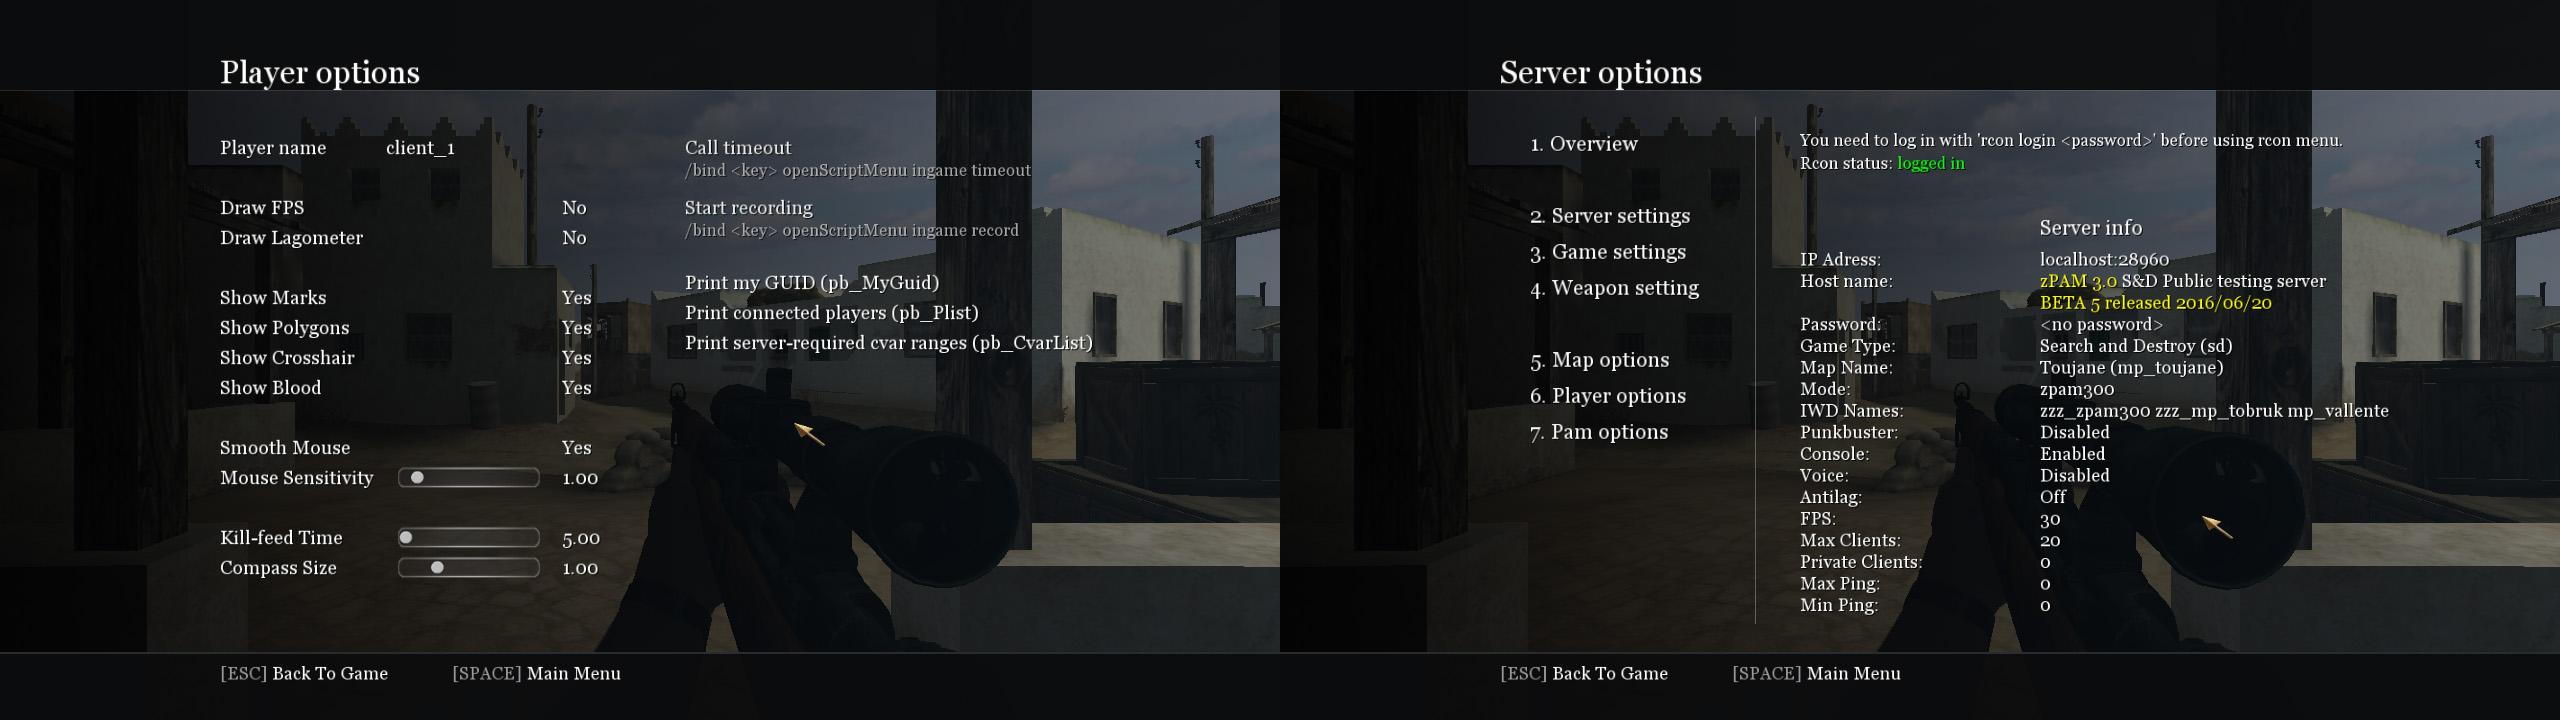 Player options
Player name client_1
Draw FPS No
Draw Lagometer No
Show Marks Yes
Show Polygons Yes
Show Crosshair Yes
Show Blood Yes
Smooth Mouse Yes
Mouse Sensitivity 1.00
Kill-feed Time 5.00
Compass Size 1.00
Call timeout
/bind <key> openScriptMenu ingame timeout
Start recording
/bind <key> openScriptMenu ingame record
Print my GUID (pb_MyGuid)
Print connected players (pb_Plist)
Print server-required cvar ranges (pb_CvarList)
[ESC] Back To Game [SPACE] Main Menu
Server options
1. Overview
2. Server settings
3. Game settings
4. Weapon setting
5. Map options
6. Player options
7. Pam options
You need to log in with 'rcon login <password>' before using rcon menu.
Rcon status: logged in
Server info
IP Adress: localhost:28960
Host name: zPAM 3.0 S&D Public testing server
BETA 5 released 2016/06/20
Password: <no password>
Game Type: Search and Destroy (sd)
Map Name: Toujane (mp_toujane)
Mode: zpam300
IWD Names: zzz_zpam300 zzz_mp_tobruk mp_vallente
Punkbuster: Disabled
Console: Enabled
Voice: Disabled
Antilag: Off
FPS: 30
Max Clients: 20
Private Clients: 0
Max Ping: 0
Min Ping: 0
[ESC] Back To Game [SPACE] Main Menu